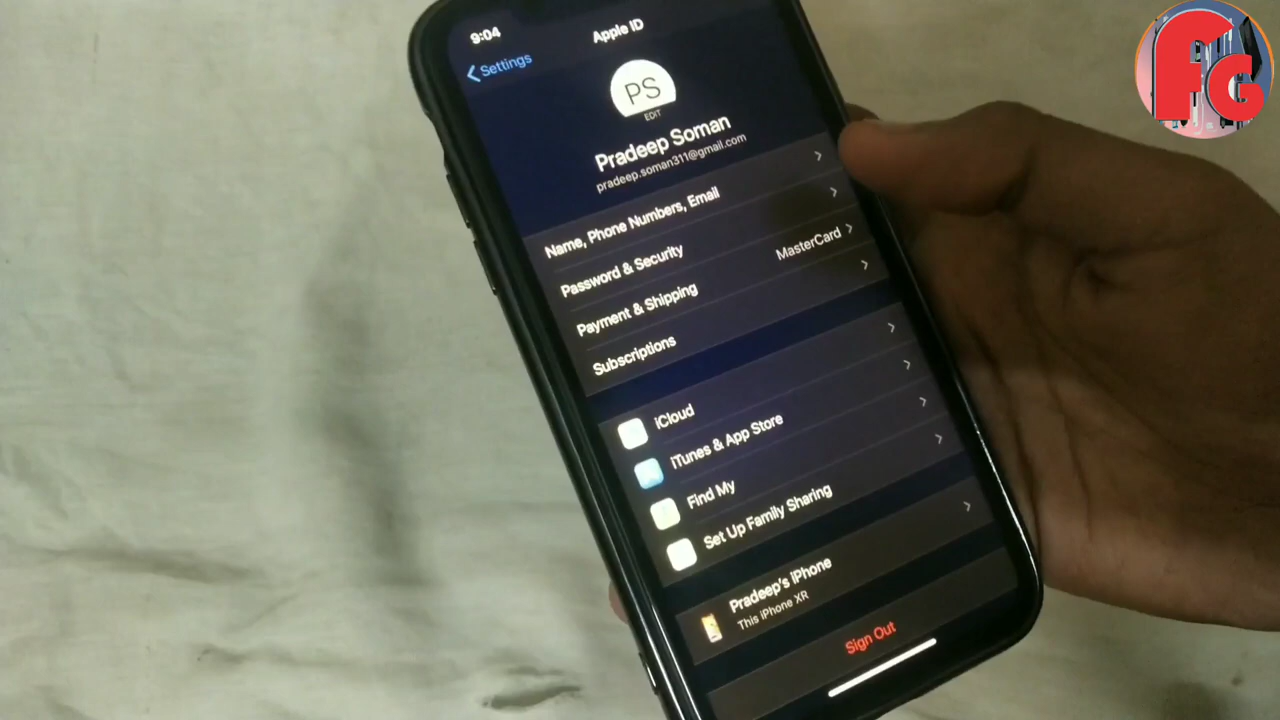 9:04
Apple ID
Settings
PS
EDIT
Pradeep Soman
pradeep.soman311@gmail.com
Name, Phone Numbers, Email
Password & Security
Payment & Shipping MasterCard
Subscriptions
iCloud
iTunes & App Store
Find My
Set Up Family Sharing
Pradeep's iPhone
This iPhone XR
Sign Out
FG